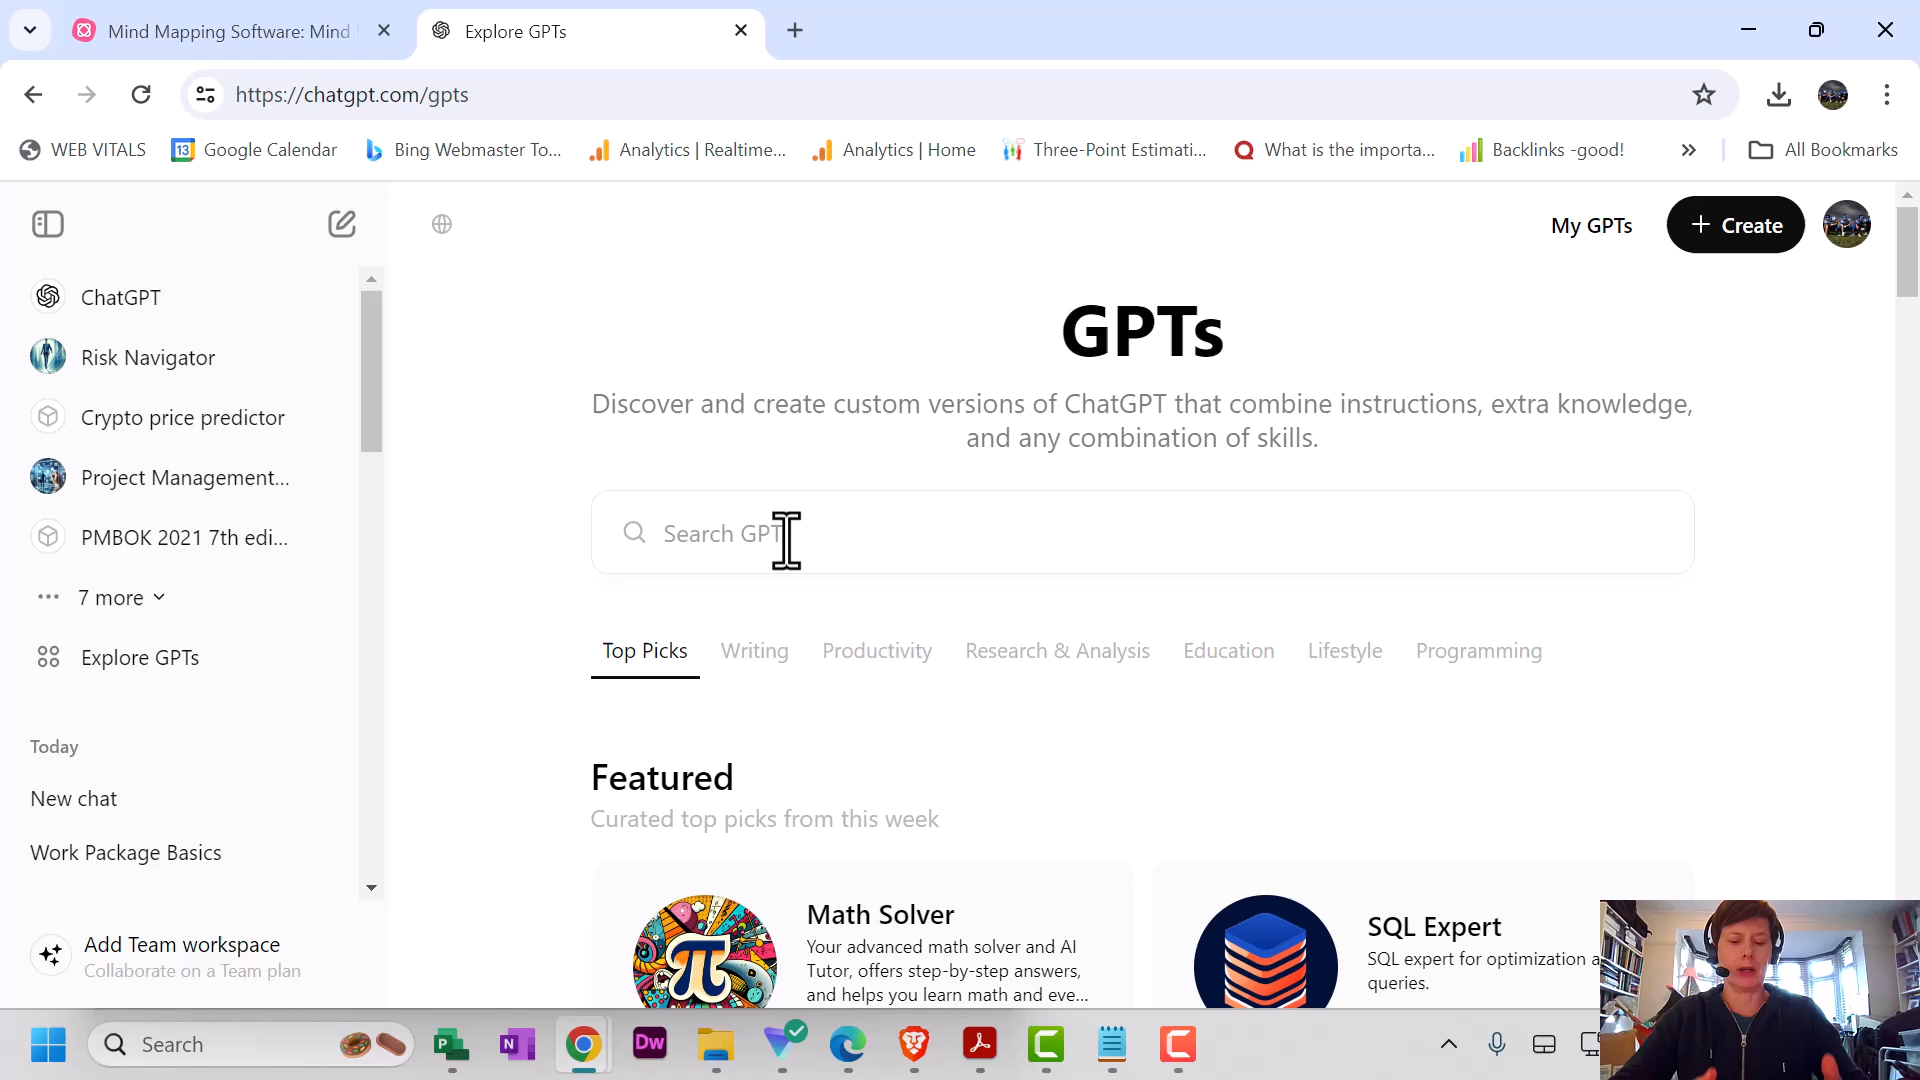 Mind Mapping Software: Mind
Explore GPTs
https://chatgpt.com/gpts
WEB VITALS
13
Google Calendar
Bing Webmaster To...
Analytics | Realtime...
Analytics | Home
Three-Point Estimati...
What is the importa...
Backlinks -good!
All Bookmarks
ChatGPT
Risk Navigator
Crypto price predictor
Project Management...
PMBOK 2021 7th edi...
7 more
Explore GPTs
Today
New chat
Work Package Basics
Add Team workspace
Collaborate on a Team plan
My GPTs
+ Create
GPTs
Discover and create custom versions of ChatGPT that combine instructions, extra knowledge,
and any combination of skills.
Search GPT
Top Picks
Writing
Productivity
Research & Analysis
Education
Lifestyle
Programming
Featured
Curated top picks from this week
π
Math Solver
Your advanced math solver and AI
Tutor, offers step-by-step answers,
and helps you learn math and eve...
SQL Expert
SQL expert for optimization a
queries.
Search
Dw